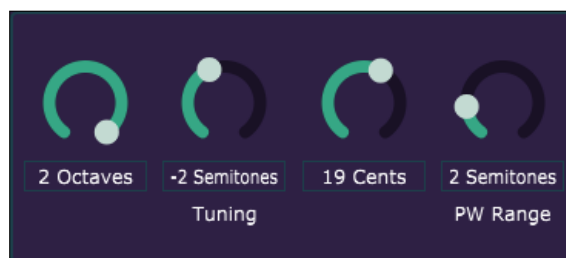 2 Octaves
-2 Semitones
19 Cents
2 Semitones
Tuning
PW Range